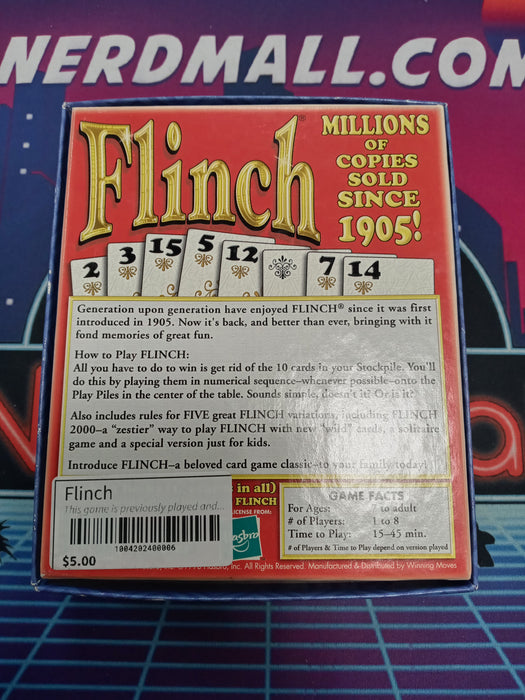 NERDMALL.COM
Flinch®
MILLIONS
OF
COPIES
SOLD
SINCE
1905!
2 3 15 5 12 7 14
Generation upon generation have enjoyed FLINCH® since it was first
introduced in 1905. Now it's back, and better than ever, bringing with it
fond memories of great fun.
How to Play FLINCH:
All you have to do to win is get rid of the 10 cards in your Stockpile. You'll
do this by playing them in numerical sequence–whenever possible–onto the
Play Piles in the center of the table. Sounds simple, doesn't it? Or is it?
Also includes rules for FIVE great FLINCH variations, including FLINCH
2000–a "zestier" way to play FLINCH with new "wild" cards, a solitaire
game and a special version just for kids.
Introduce FLINCH–a beloved card game classic–to your family today!
s in all)
FLINCH
LICENSE FROM:
Hasbro
GAME FACTS
For Ages: 7 to adult
# of Players: 1 to 8
Time to Play: 15–45 min.
# of Players & Time to Play depend on version played
Flinch
This game is previously played and...
1004202400006
$5.00
Hasbro, Inc. All Rights Reserved. Manufactured & Distributed by Winning Moves